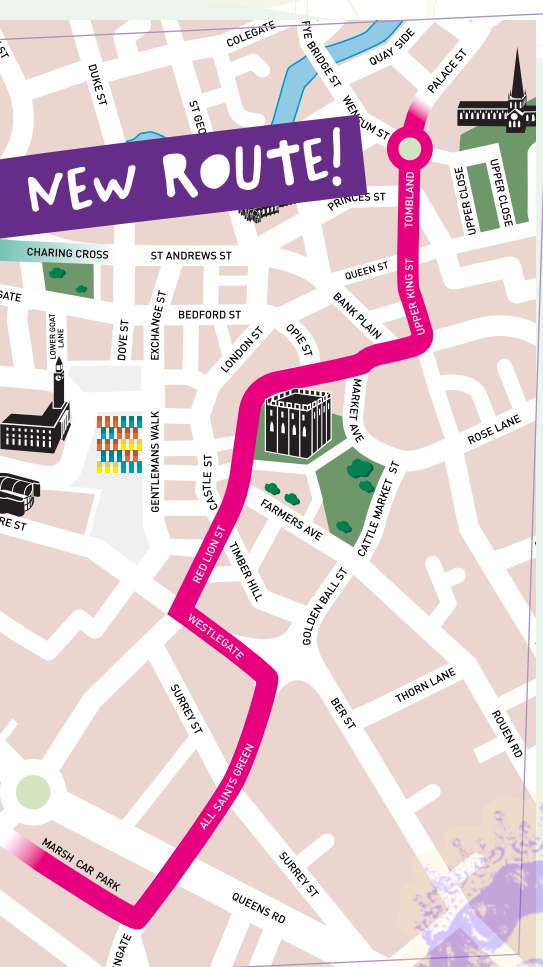 ST
COLEGATE
FYE BRIDGE ST
QUAY SIDE
PALACE ST
DUKE ST
ST GEO
WENSUM ST
NEW ROUTE!
PRINCES ST
TOMBLAND
UPPER CLOSE
UPPER CLOSE
CHARING CROSS
ST ANDREWS ST
QUEEN ST
UPPER KING ST
GATE
BEDFORD ST
BANK PLAIN
LOWER GOAT
LANE
DOVE ST
EXCHANGE ST
LONDON ST
OPIE ST
MARKET AVE
ROSE LANE
GENTLEMANS WALK
CASTLE ST
CATTLE MARKET ST
FARMERS AVE
RE ST
RED LION ST
TIMBER HILL
GOLDEN BALL ST
WESTLEGATE
THORN LANE
SURREY ST
BER ST
ROUEN RD
ALL SAINTS GREEN
MARSH CAR PARK
SURREY ST
QUEENS RD
NGATE